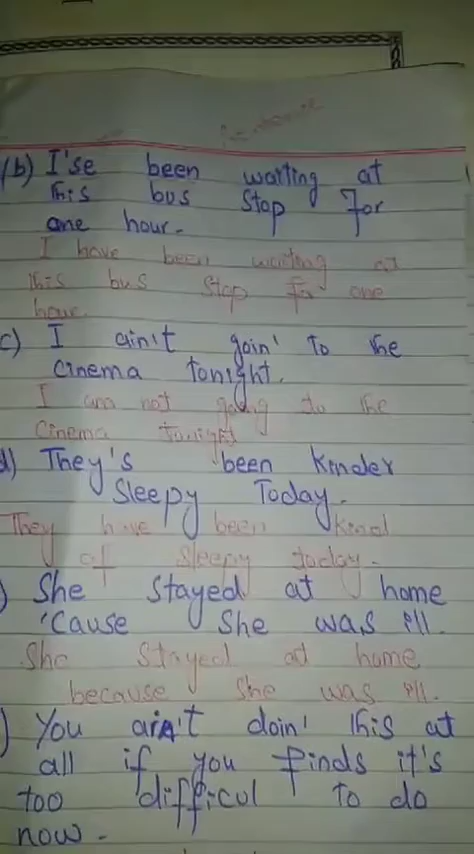 (b) I'se been waiting at
this bus stop For
one hour.
I have been waiting at
this bus stop for one
hour.
c) I ain't goin' To the
cinema tonight.
I am not going to the
Cinema tonight
d) They's been Kinder
Sleepy Today.
They have been Kind
of sleepy today.
) She stayed at home
'Cause She was ill.
She stayed at home
because she was ill.
) You ain't doin' this at
all if you finds it's
too difficul to do
now.